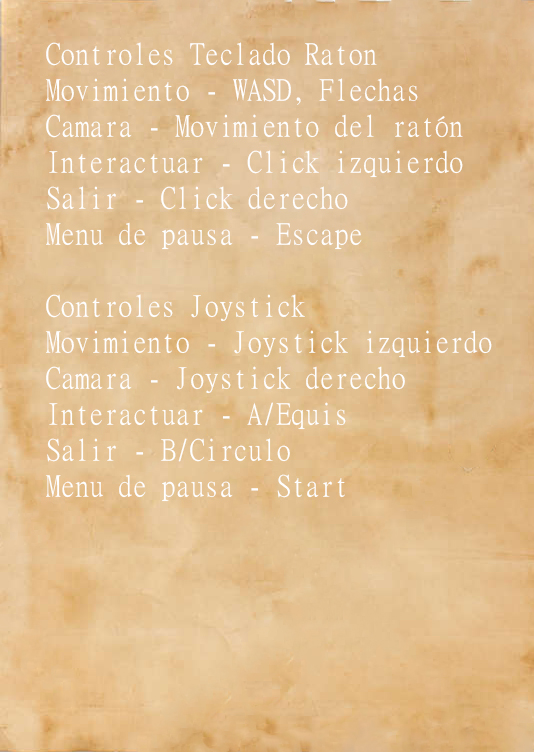 Controles Teclado Raton
Movimiento - WASD, Flechas
Camara - Movimiento del ratón
Interactuar - Click izquierdo
Salir - Click derecho
Menu de pausa - Escape
Controles Joystick
Movimiento - Joystick izquierdo
Camara - Joystick derecho
Interactuar - A/Equis
Salir - B/Circulo
Menu de pausa - Start